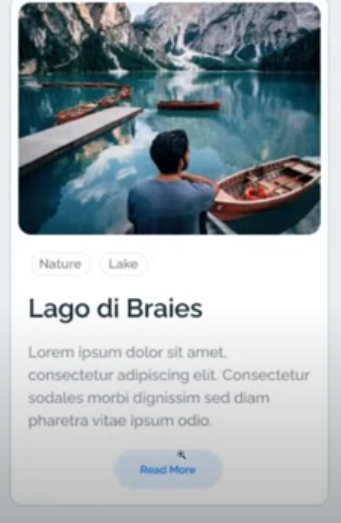 Nature
Lake
Lago di Braies
Lorem ipsum dolor sit amet,
consectetur adipiscing elit. Consectetur
sodales morbi dignissim sed diam
pharetra vitae ipsum odio.
Read More